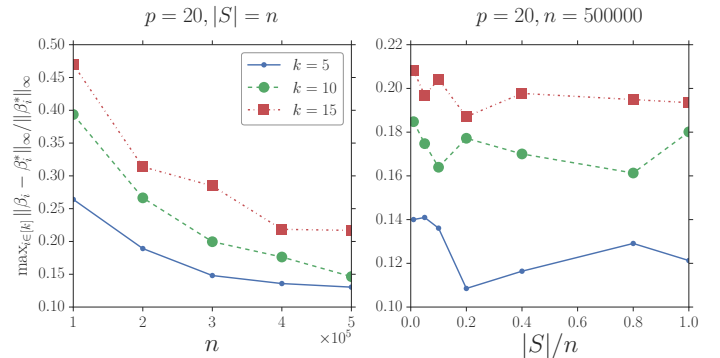 p = 20, |S| = n
p = 20, n = 500000
max_{i∈[k]} ||β_i − β_i^*||_∞ / ||β_i^*||_∞
0.50
0.45
0.40
0.35
0.30
0.25
0.20
0.15
0.10
k = 5
k = 10
k = 15
1 2 3 4 5
×10^5
n
0.22
0.20
0.18
0.16
0.14
0.12
0.10
0.0 0.2 0.4 0.6 0.8 1.0
|S|/n